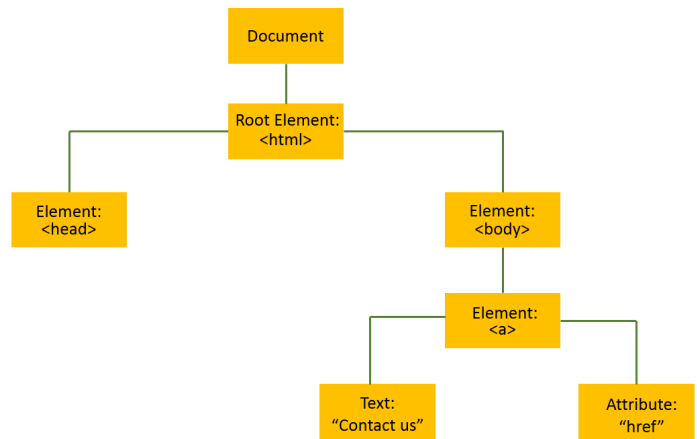 Document
Root Element:
<html>
Element:
<head>
Element:
<body>
Element:
<a>
Text:
“Contact us”
Attribute:
“href”